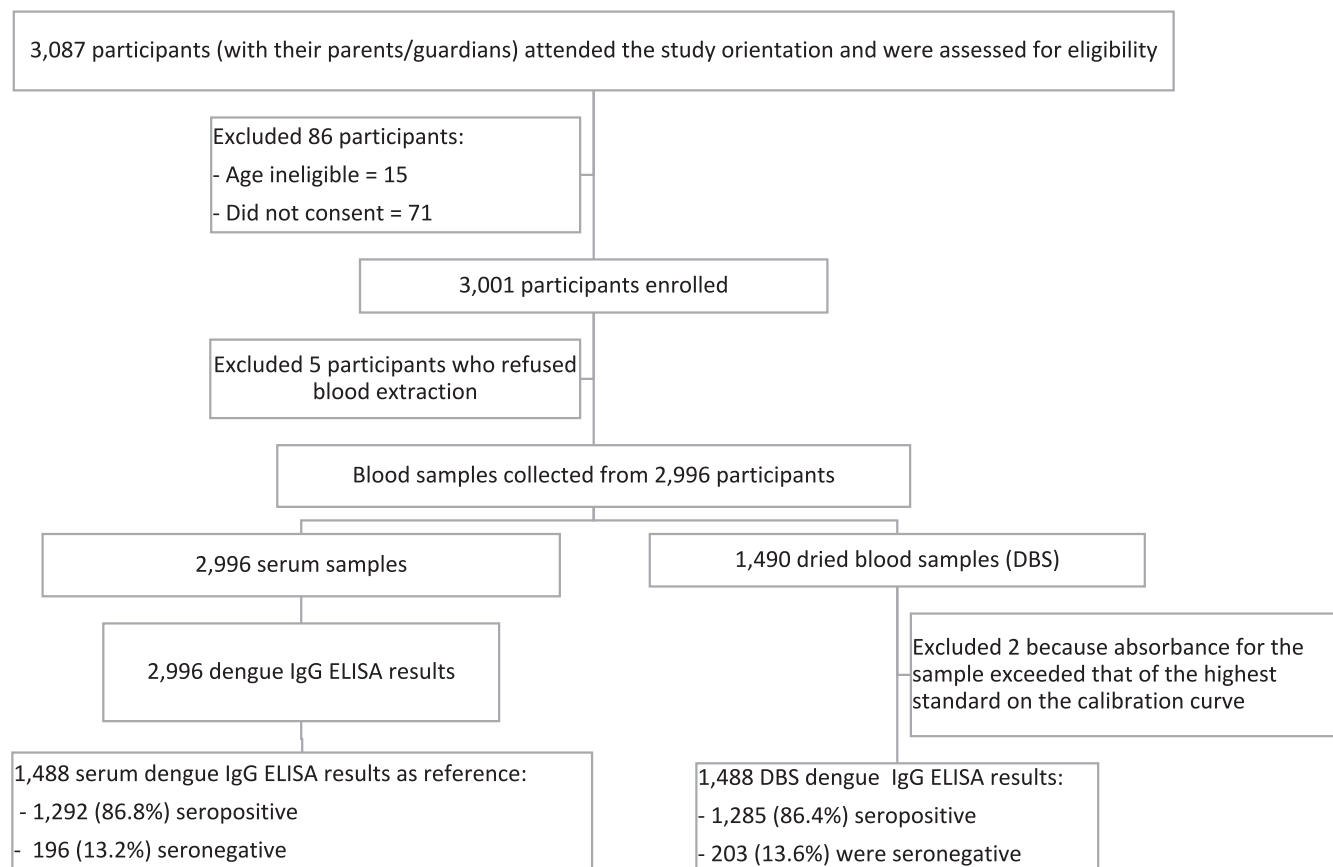 3,087 participants (with their parents/guardians) attended the study orientation and were assessed for eligibility
Excluded 86 participants:
- Age ineligible = 15
- Did not consent = 71
3,001 participants enrolled
Excluded 5 participants who refused
blood extraction
Blood samples collected from 2,996 participants
2,996 serum samples
1,490 dried blood samples (DBS)
2,996 dengue IgG ELISA results
Excluded 2 because absorbance for the
sample exceeded that of the highest
standard on the calibration curve
1,488 serum dengue IgG ELISA results as reference:
- 1,292 (86.8%) seropositive
- 196 (13.2%) seronegative
1,488 DBS dengue IgG ELISA results:
- 1,285 (86.4%) seropositive
- 203 (13.6%) were seronegative